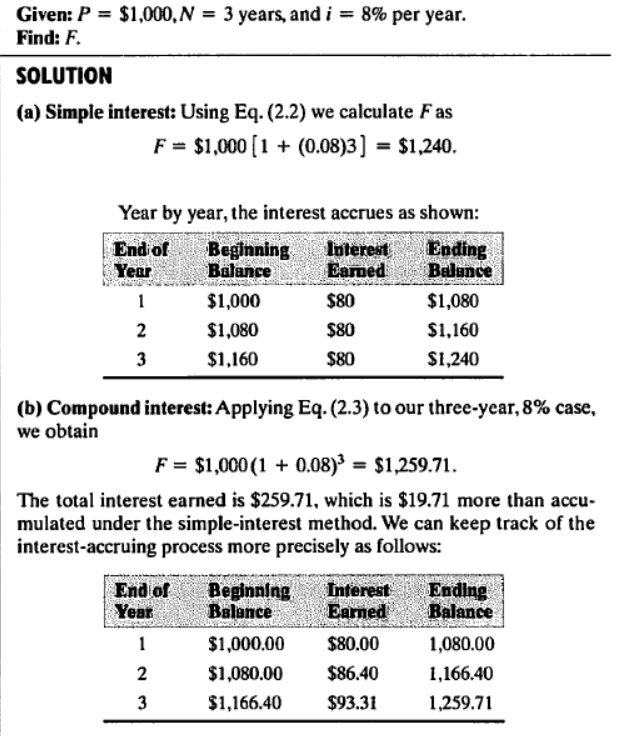 Given: P = $1,000, N = 3 years, and i = 8% per year.
Find: F.
SOLUTION
(a) Simple interest: Using Eq. (2.2) we calculate F as
F = $1,000 [1 + (0.08)3] = $1,240.
Year by year, the interest accrues as shown:
End of Beginning Interest Ending
Year Balance Earned Balance
1 $1,000 $80 $1,080
2 $1,080 $80 $1,160
3 $1,160 $80 $1,240
(b) Compound interest: Applying Eq. (2.3) to our three-year, 8% case,
we obtain
F = $1,000(1 + 0.08)³ = $1,259.71.
The total interest earned is $259.71, which is $19.71 more than accu-
mulated under the simple-interest method. We can keep track of the
interest-accruing process more precisely as follows:
End of Beginning Interest Ending
Year Balance Earned Balance
1 $1,000.00 $80.00 1,080.00
2 $1,080.00 $86.40 1,166.40
3 $1,166.40 $93.31 1,259.71